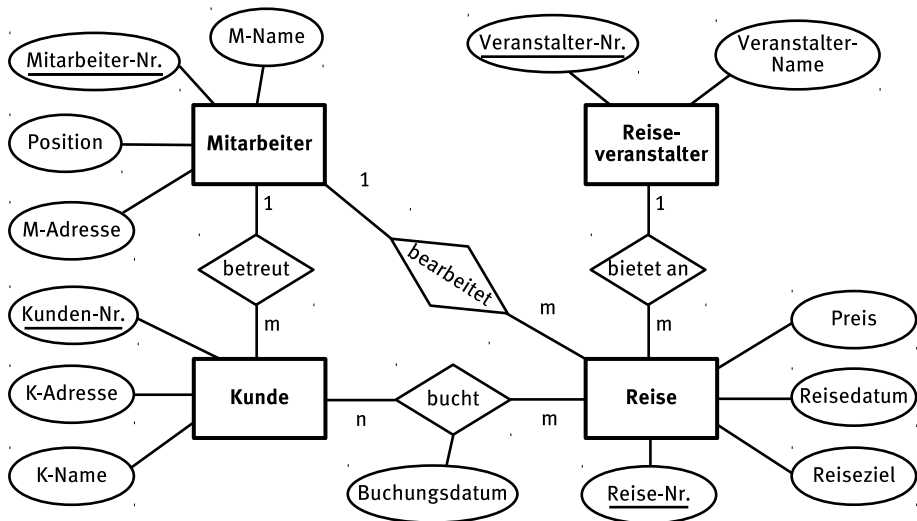 M-Name
Mitarbeiter-Nr.
Veranstalter-Nr.
Veranstalter-
Name
Position
Mitarbeiter
Reise-
veranstalter
M-Adresse
1
1
1
betreut
bearbeitet
bietet an
Kunden-Nr.
m
m
m
Preis
K-Adresse
Kunde
n
bucht
m
Reise
Reisedatum
K-Name
Buchungsdatum
Reise-Nr.
Reiseziel